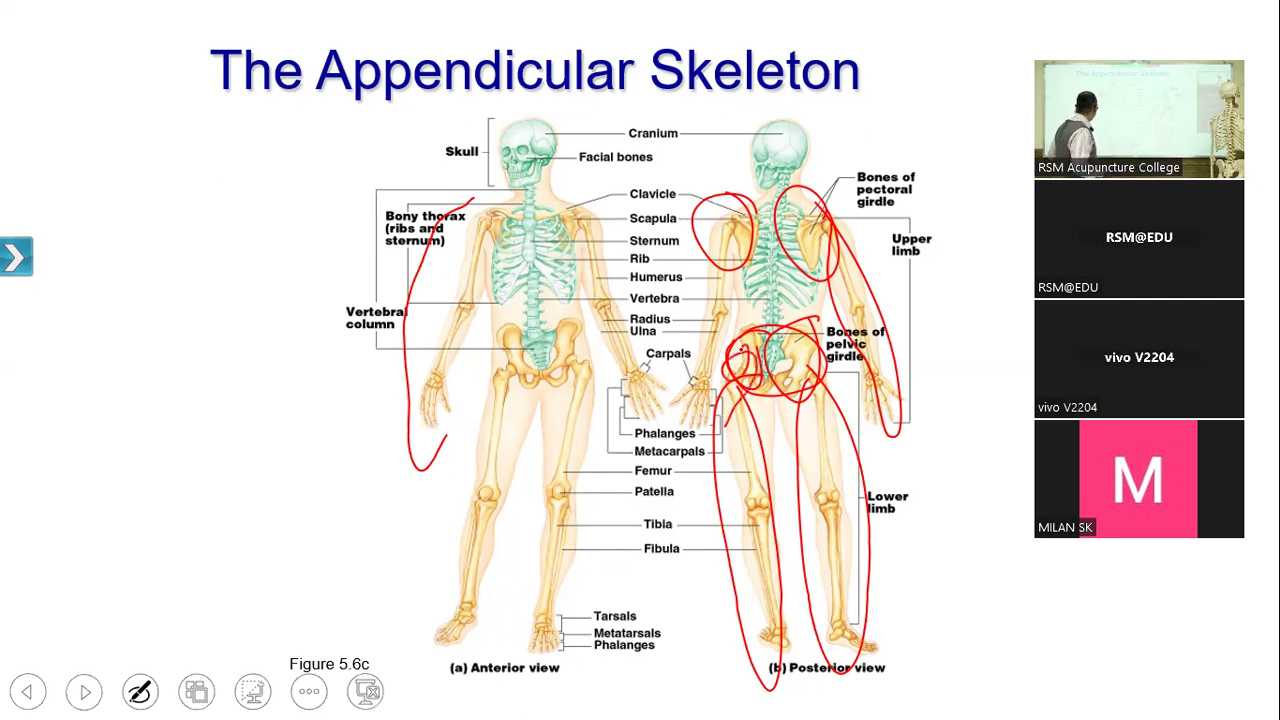 The Appendicular Skeleton
Cranium
Skull
Facial bones
Clavicle
Bones of
pectoral
girdle
Bony thorax
(ribs and
sternum)
Scapula
Sternum
Upper
limb
Rib
Humerus
Vertebra
Vertebral
column
Radius
Ulna
Bones of
pelvic
girdle
Carpals
Phalanges
Metacarpals
Femur
Patella
Lower
limb
Tibia
Fibula
Tarsals
Metatarsals
Phalanges
Figure 5.6c
(a) Anterior view
(b) Posterior view
The Appendicular Skeleton
RSM Acupuncture College
RSM@EDU
RSM@EDU
vivo V2204
vivo V2204
M
MILAN SK